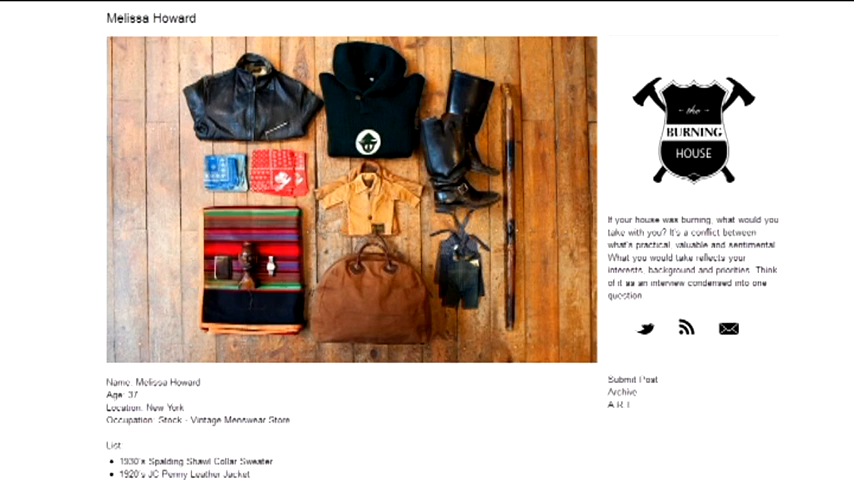 Melissa Howard
the
BURNING
HOUSE
If your house was burning, what would you
take with you? It's a conflict between
what's practical, valuable and sentimental.
What you would take reflects your
interests, background and priorities. Think
of it as an interview condensed into one
question.
Name: Melissa Howard
Age: 37
Location: New York
Occupation: Stock - Vintage Menswear Store
List:
1930's Spalding Shawl Collar Sweater
1920's JC Penny Leather Jacket
Submit Post
Archive